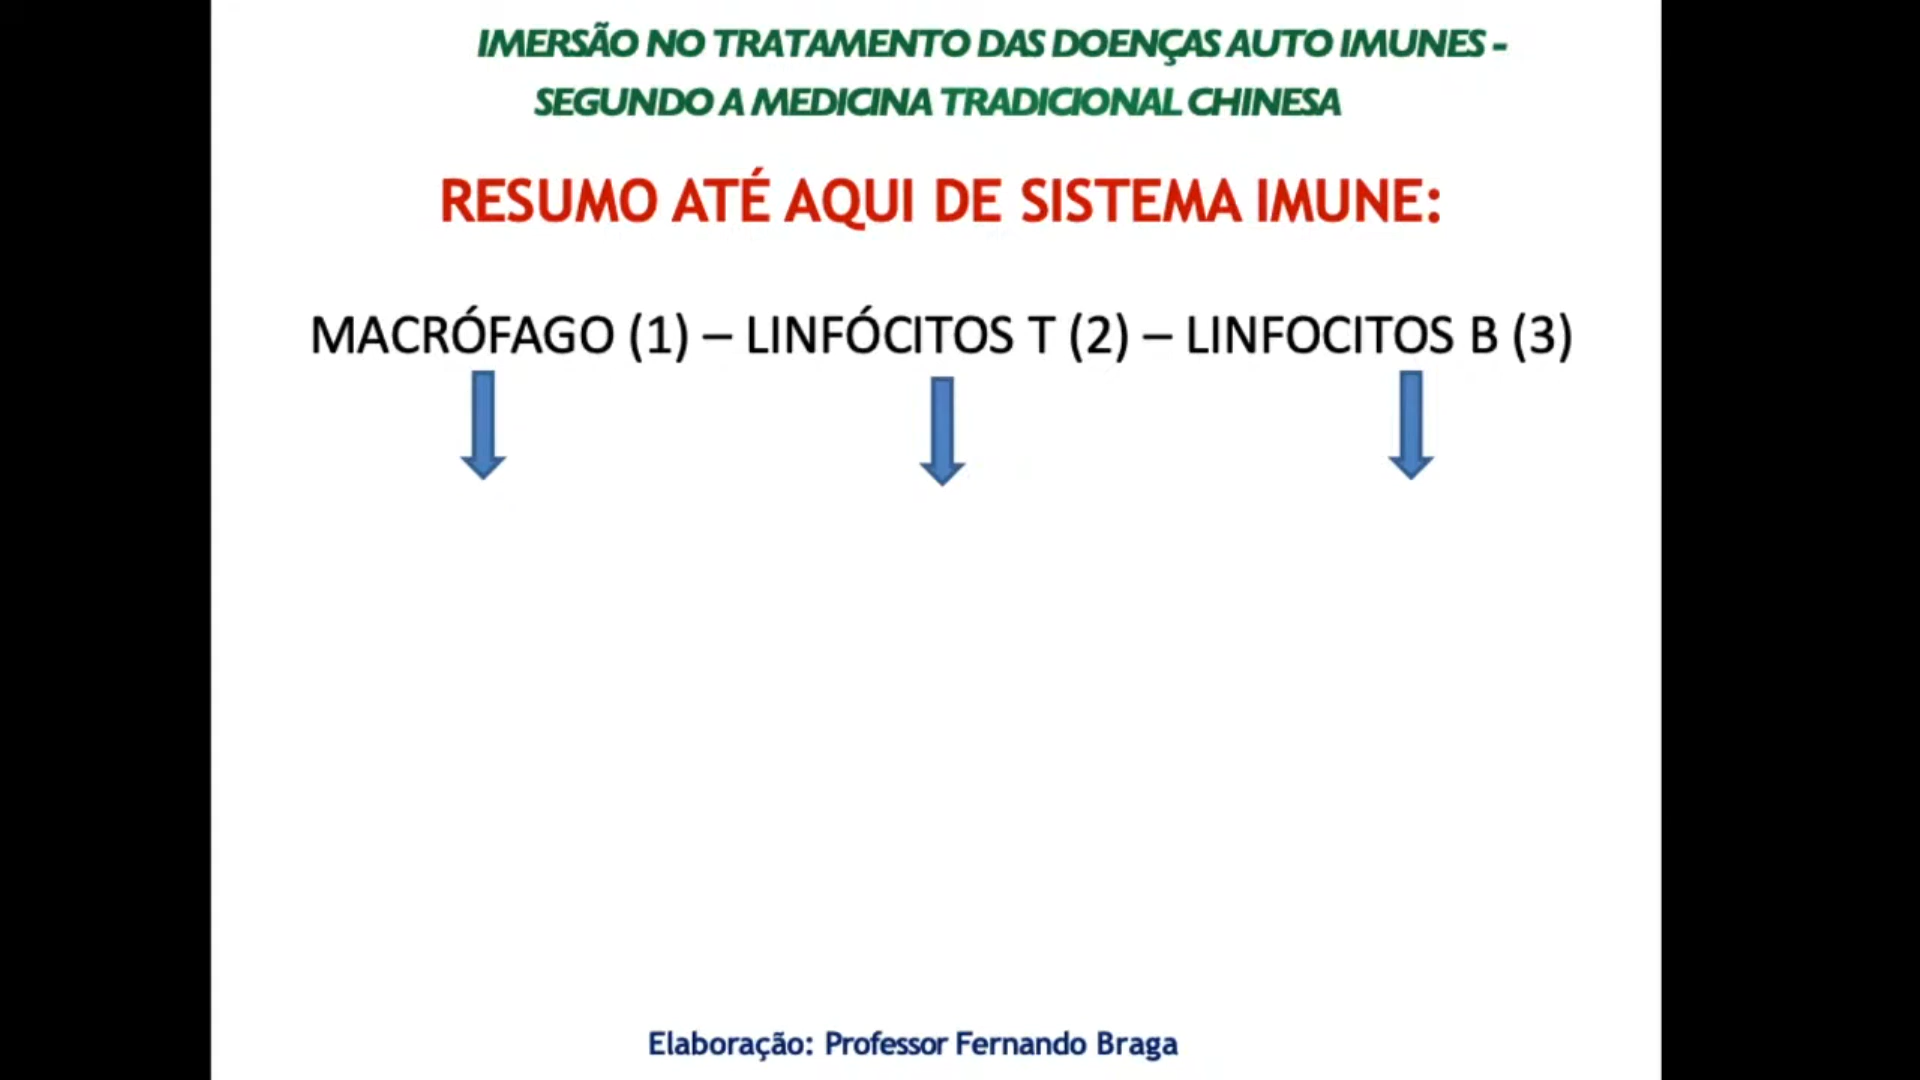 IMERSÃO NO TRATAMENTO DAS DOENÇAS AUTO IMUNES -
SEGUNDO A MEDICINA TRADICIONAL CHINESA
RESUMO ATÉ AQUI DE SISTEMA IMUNE:
MACRÓFAGO (1) – LINFÓCITOS T (2) – LINFOCITOS B (3)
Elaboração: Professor Fernando Braga